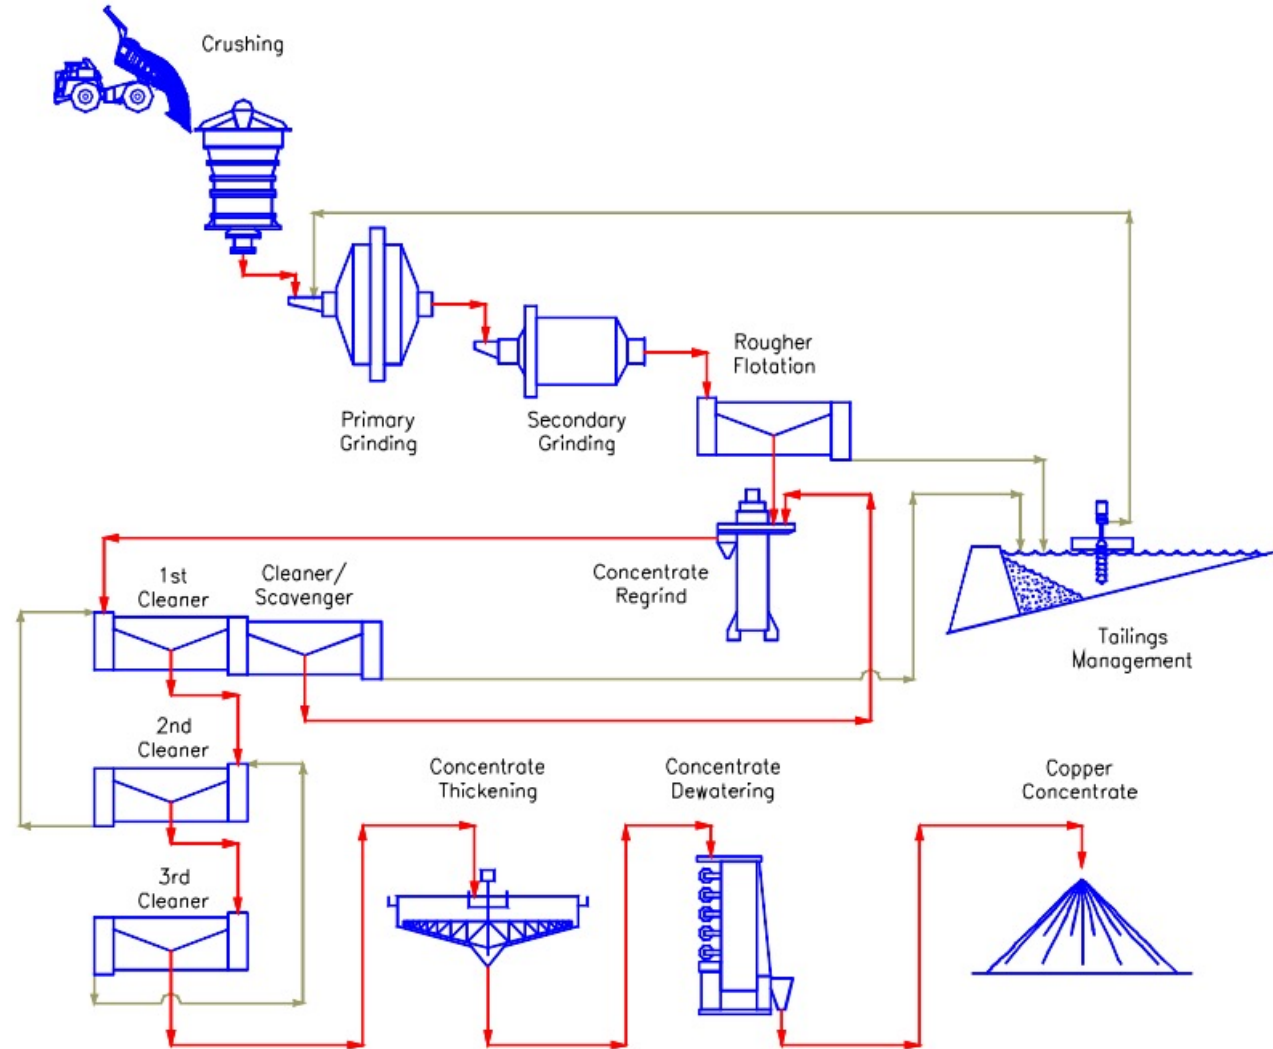 Crushing
Primary
Grinding
Secondary
Grinding
Rougher
Flotation
Concentrate
Regrind
Tailings
Management
1st
Cleaner
Cleaner/
Scavenger
2nd
Cleaner
3rd
Cleaner
Concentrate
Thickening
Concentrate
Dewatering
Copper
Concentrate